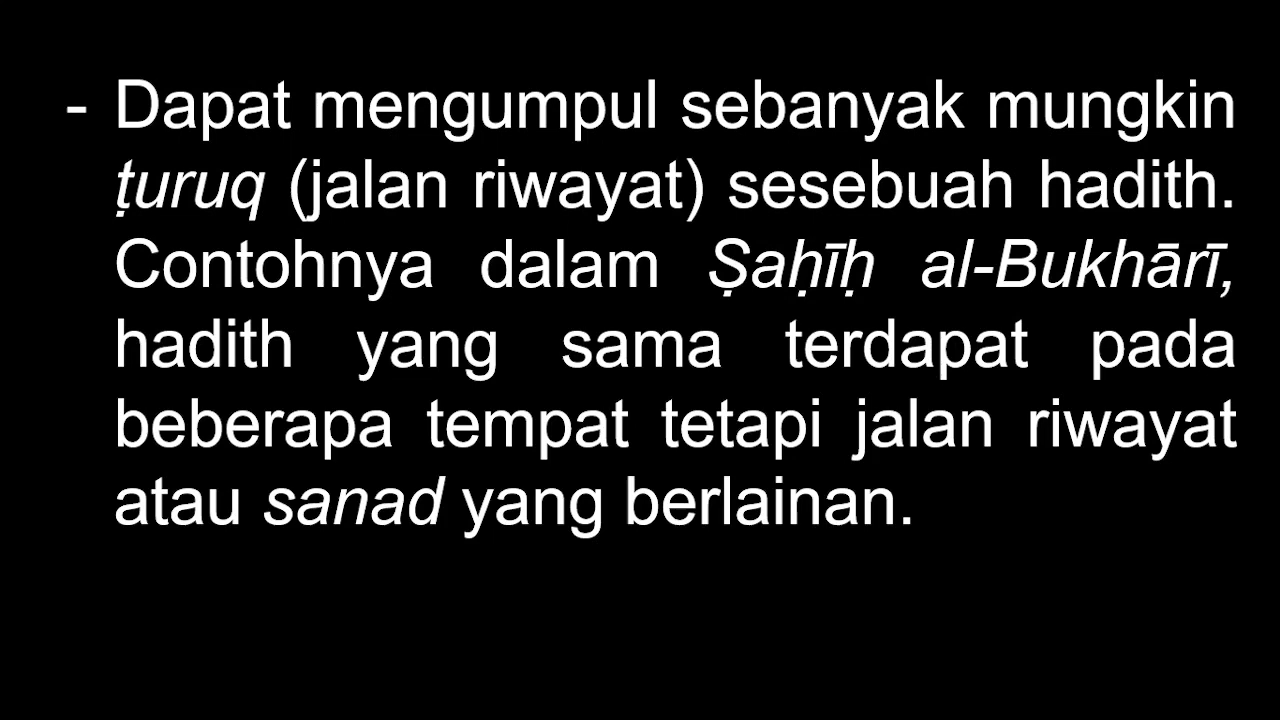 - Dapat mengumpul sebanyak mungkin
ṭuruq (jalan riwayat) sesebuah hadith.
Contohnya dalam Ṣaḥīḥ al-Bukhārī,
hadith yang sama terdapat pada
beberapa tempat tetapi jalan riwayat
atau sanad yang berlainan.